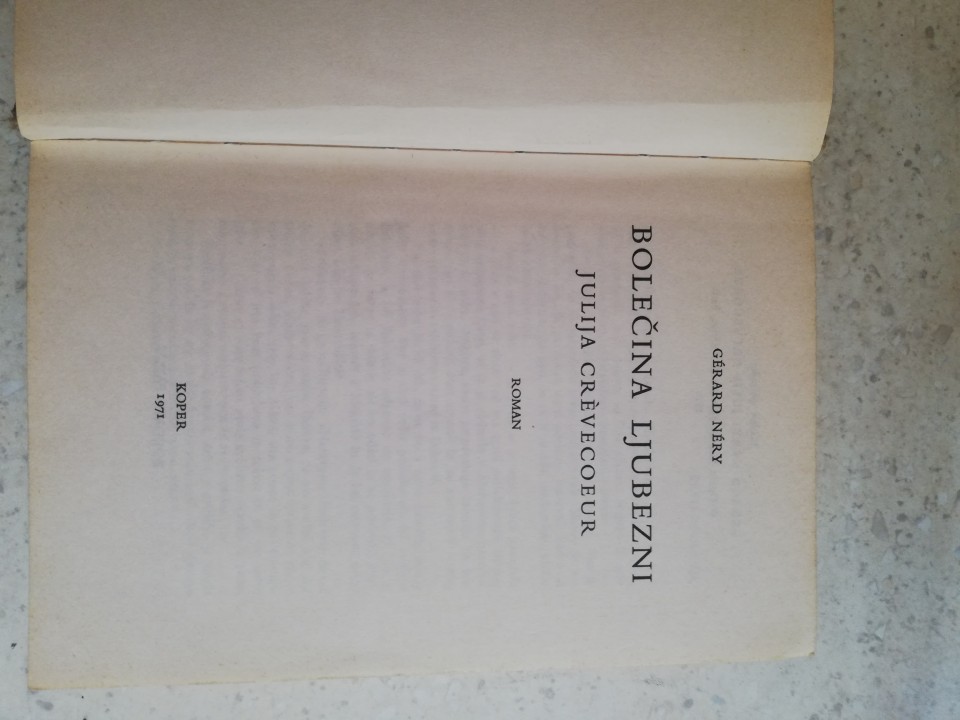 GÉRARD NÉRY
BOLEČINA LJUBEZNI
JULIJA CRÈVECOEUR
ROMAN
KOPER
1971